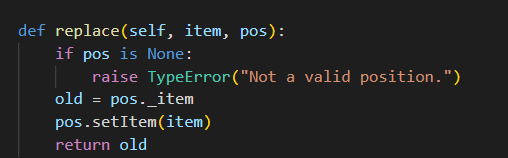 def replace(self, item, pos):
    if pos is None:
        raise TypeError("Not a valid position.")
    old = pos._item
    pos.setItem(item)
    return old